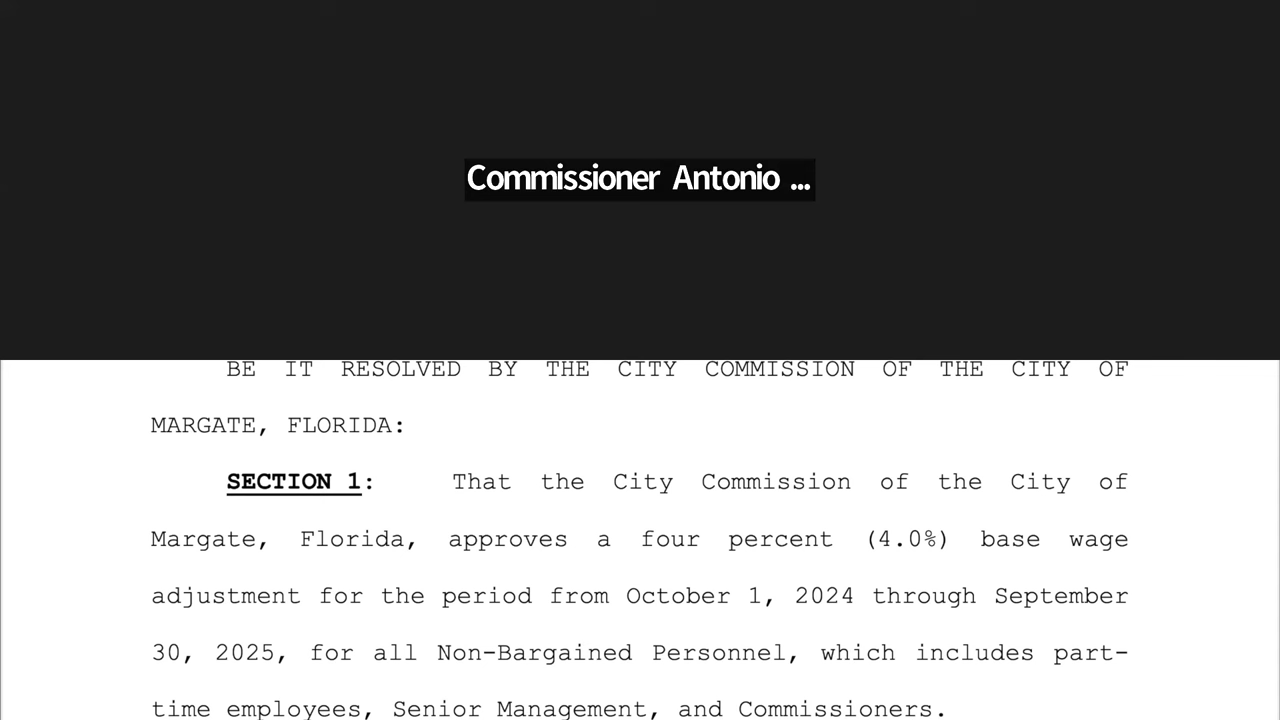 Commissioner Antonio ...
BE IT RESOLVED BY THE CITY COMMISSION OF THE CITY OF
MARGATE, FLORIDA:
SECTION 1: That the City Commission of the City of
Margate, Florida, approves a four percent (4.0%) base wage
adjustment for the period from October 1, 2024 through September
30, 2025, for all Non-Bargained Personnel, which includes part-
time employees, Senior Management, and Commissioners.